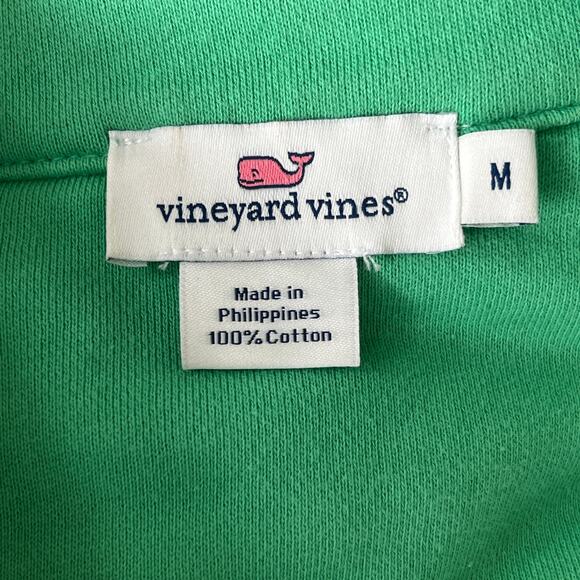 vineyard vines®
M
Made in
Philippines
100% Cotton